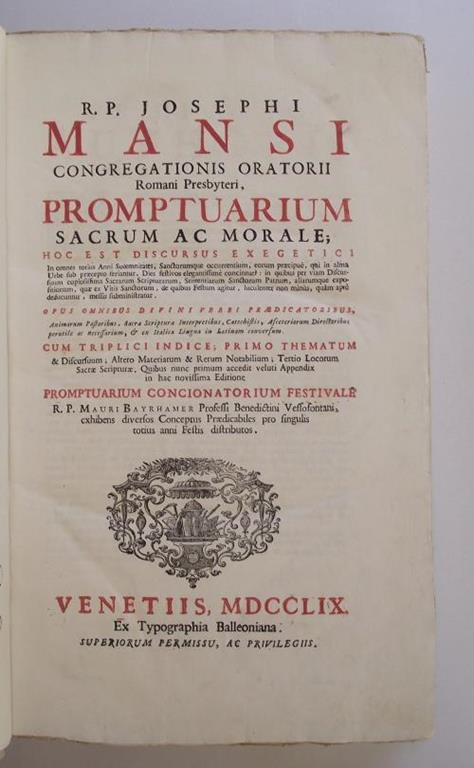 R. P. JOSEPHI
MANSI
CONGREGATIONIS ORATORII
Romani Presbyteri,
PROMPTUARIUM
SACRUM AC MORALE;
HOC EST DISCURSUS EXEGETICI
In omnes totius Anni Solemnitates, Sanctorumque occurrentium, eorum præcipuè, qui in alma
Urbe sub præcepto feriantur, Dies festivos elegantissimè concinnati: in quibus per viam Discur-
suum copiosissima Sacrarum Scripturarum, Sententiarum Sanctorum Patrum, aliarumque expo-
sitionum, quæ ex Vitis Sanctorum, de quibus Festum agitur, luculenter non minùs, quàm aptè
deducuntur, messis subministratur.
OPUS OMNIBUS DIVINI VERBI PRÆDICATORIBUS,
Animarum Pastoribus, Sacræ Scripturæ Interpretibus, Catechistis, Asceteriorum Directoribus
perutile ac necessarium, & ex Italica Lingua in Latinam conversum.
CUM TRIPLICI INDICE; PRIMO THEMATUM
& Discursuum; Altero Materiarum & Rerum Notabilium; Tertio Locorum
Sacræ Scripturæ, Quibus nunc primum accedit veluti Appendix
in hac novissima Editione
PROMPTUARIUM CONCIONATORIUM FESTIVALE
R. P. MAURI BAYRHAMER Professi Benedictini Vessofontani,
exhibens diversos Conceptus Prædicabiles pro singulis
totius anni Festis distributos.
VENETIIS, MDCCLIX.
Ex Typographia Balleoniana.
SUPERIORUM PERMISSU, AC PRIVILEGIIS.